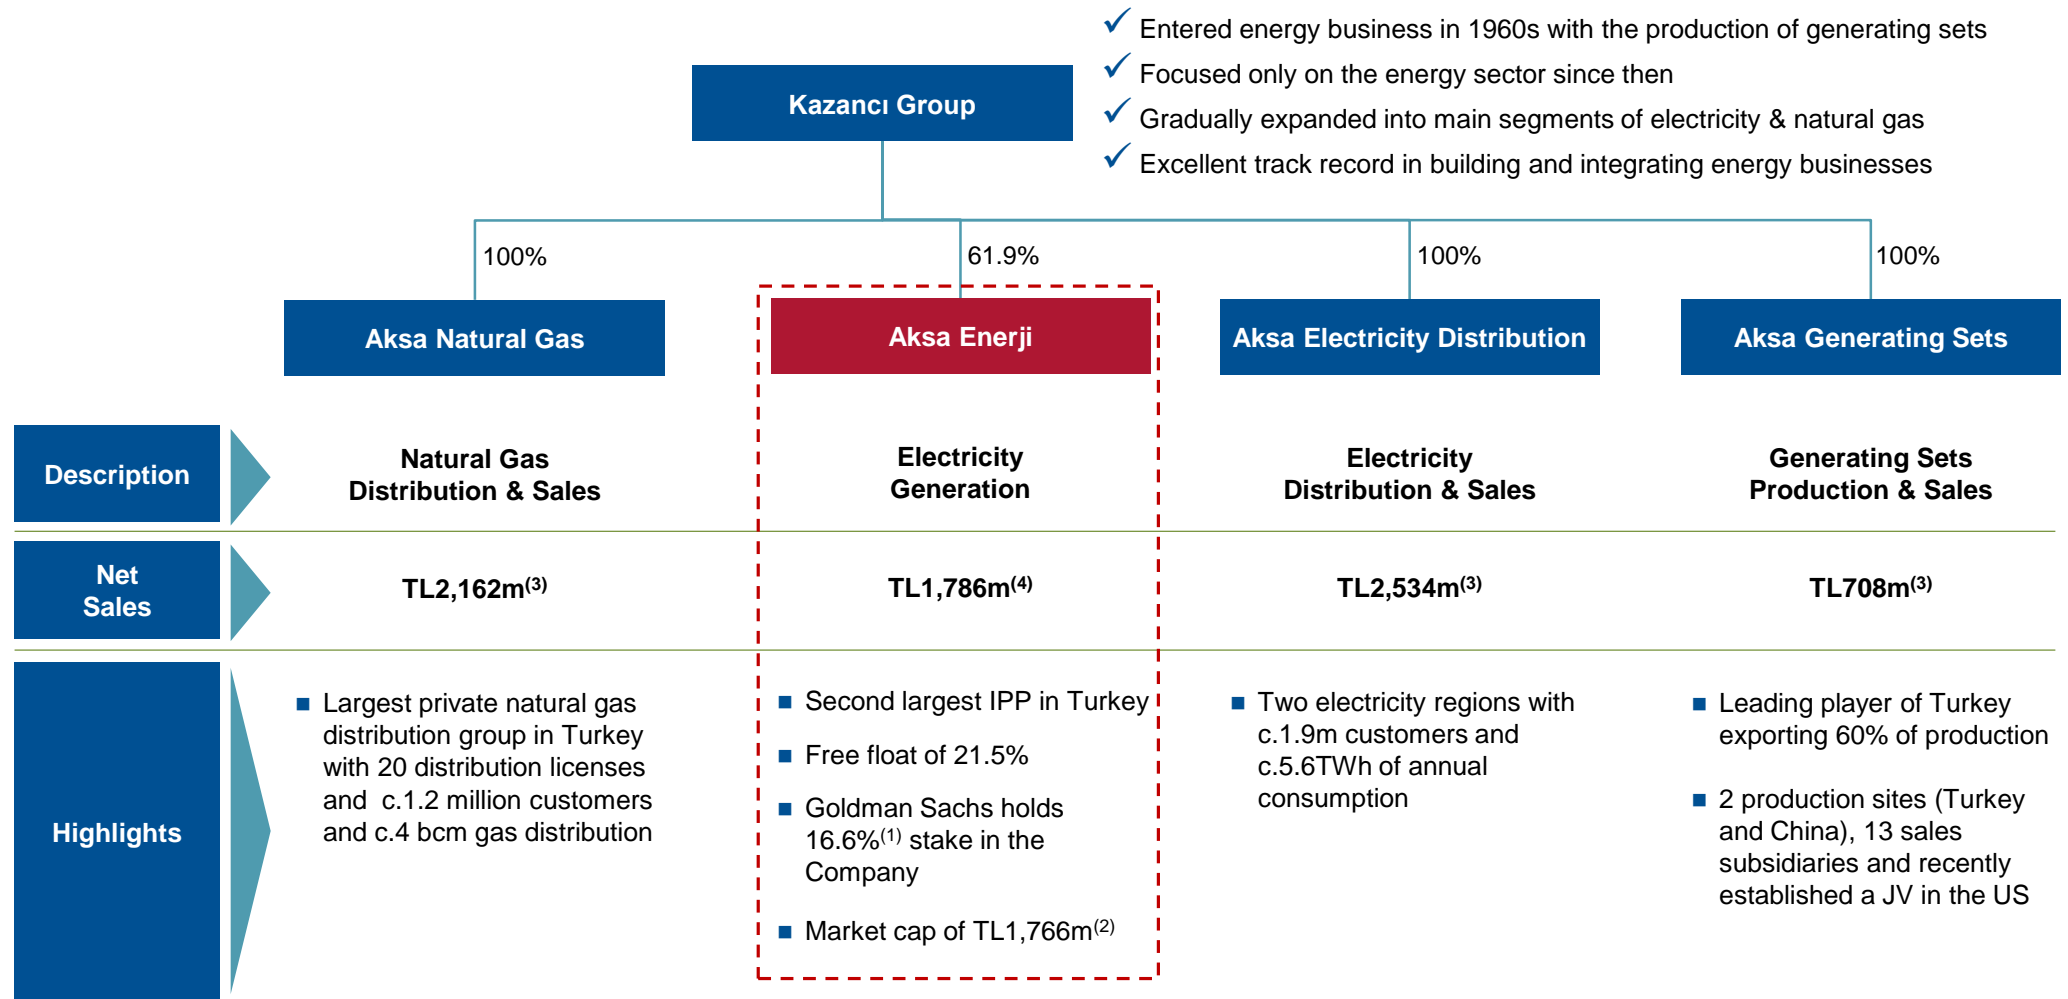 Entered energy business in 1960s with the production of generating sets
Focused only on the energy sector since then
Gradually expanded into main segments of electricity & natural gas
Excellent track record in building and integrating energy businesses
Kazancı Group
100%
61.9%
100%
100%
Aksa Natural Gas
Aksa Enerji
Aksa Electricity Distribution
Aksa Generating Sets
Description
Natural Gas
Distribution & Sales
Electricity
Generation
Electricity
Distribution & Sales
Generating Sets
Production & Sales
Net
Sales
TL2,162m(3)
TL1,786m(4)
TL2,534m(3)
TL708m(3)
Highlights
Largest private natural gas
distribution group in Turkey
with 20 distribution licenses
and c.1.2 million customers
and c.4 bcm gas distribution
Second largest IPP in Turkey
Free float of 21.5%
Goldman Sachs holds
16.6%(1) stake in the
Company
Market cap of TL1,766m(2)
Two electricity regions with
c.1.9m customers and
c.5.6TWh of annual
consumption
Leading player of Turkey
exporting 60% of production
2 production sites (Turkey
and China), 13 sales
subsidiaries and recently
established a JV in the US